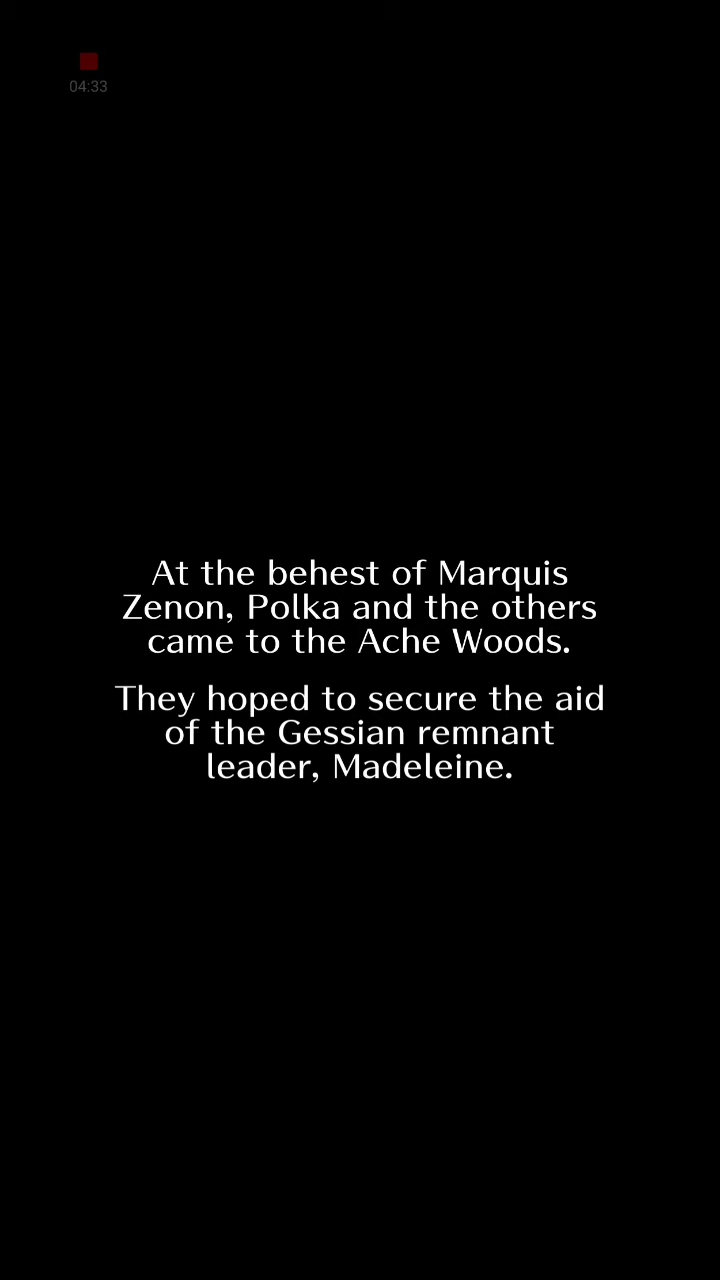 04:33
At the behest of Marquis
Zenon, Polka and the others
came to the Ache Woods.
They hoped to secure the aid
of the Gessian remnant
leader, Madeleine.